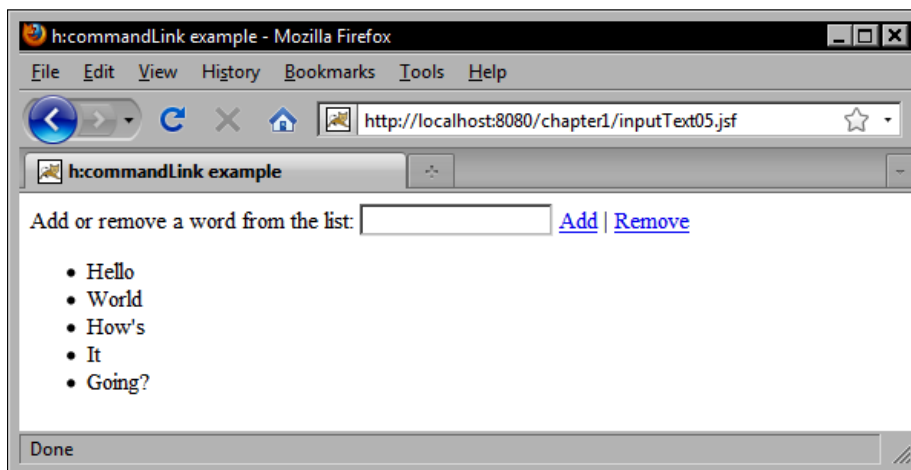 h:commandLink example - Mozilla Firefox
File Edit View History Bookmarks Tools Help
http://localhost:8080/chapter1/inputText05.jsf
h:commandLink example
Add or remove a word from the list: Add | Remove
• Hello
• World
• How's
• It
• Going?
Done